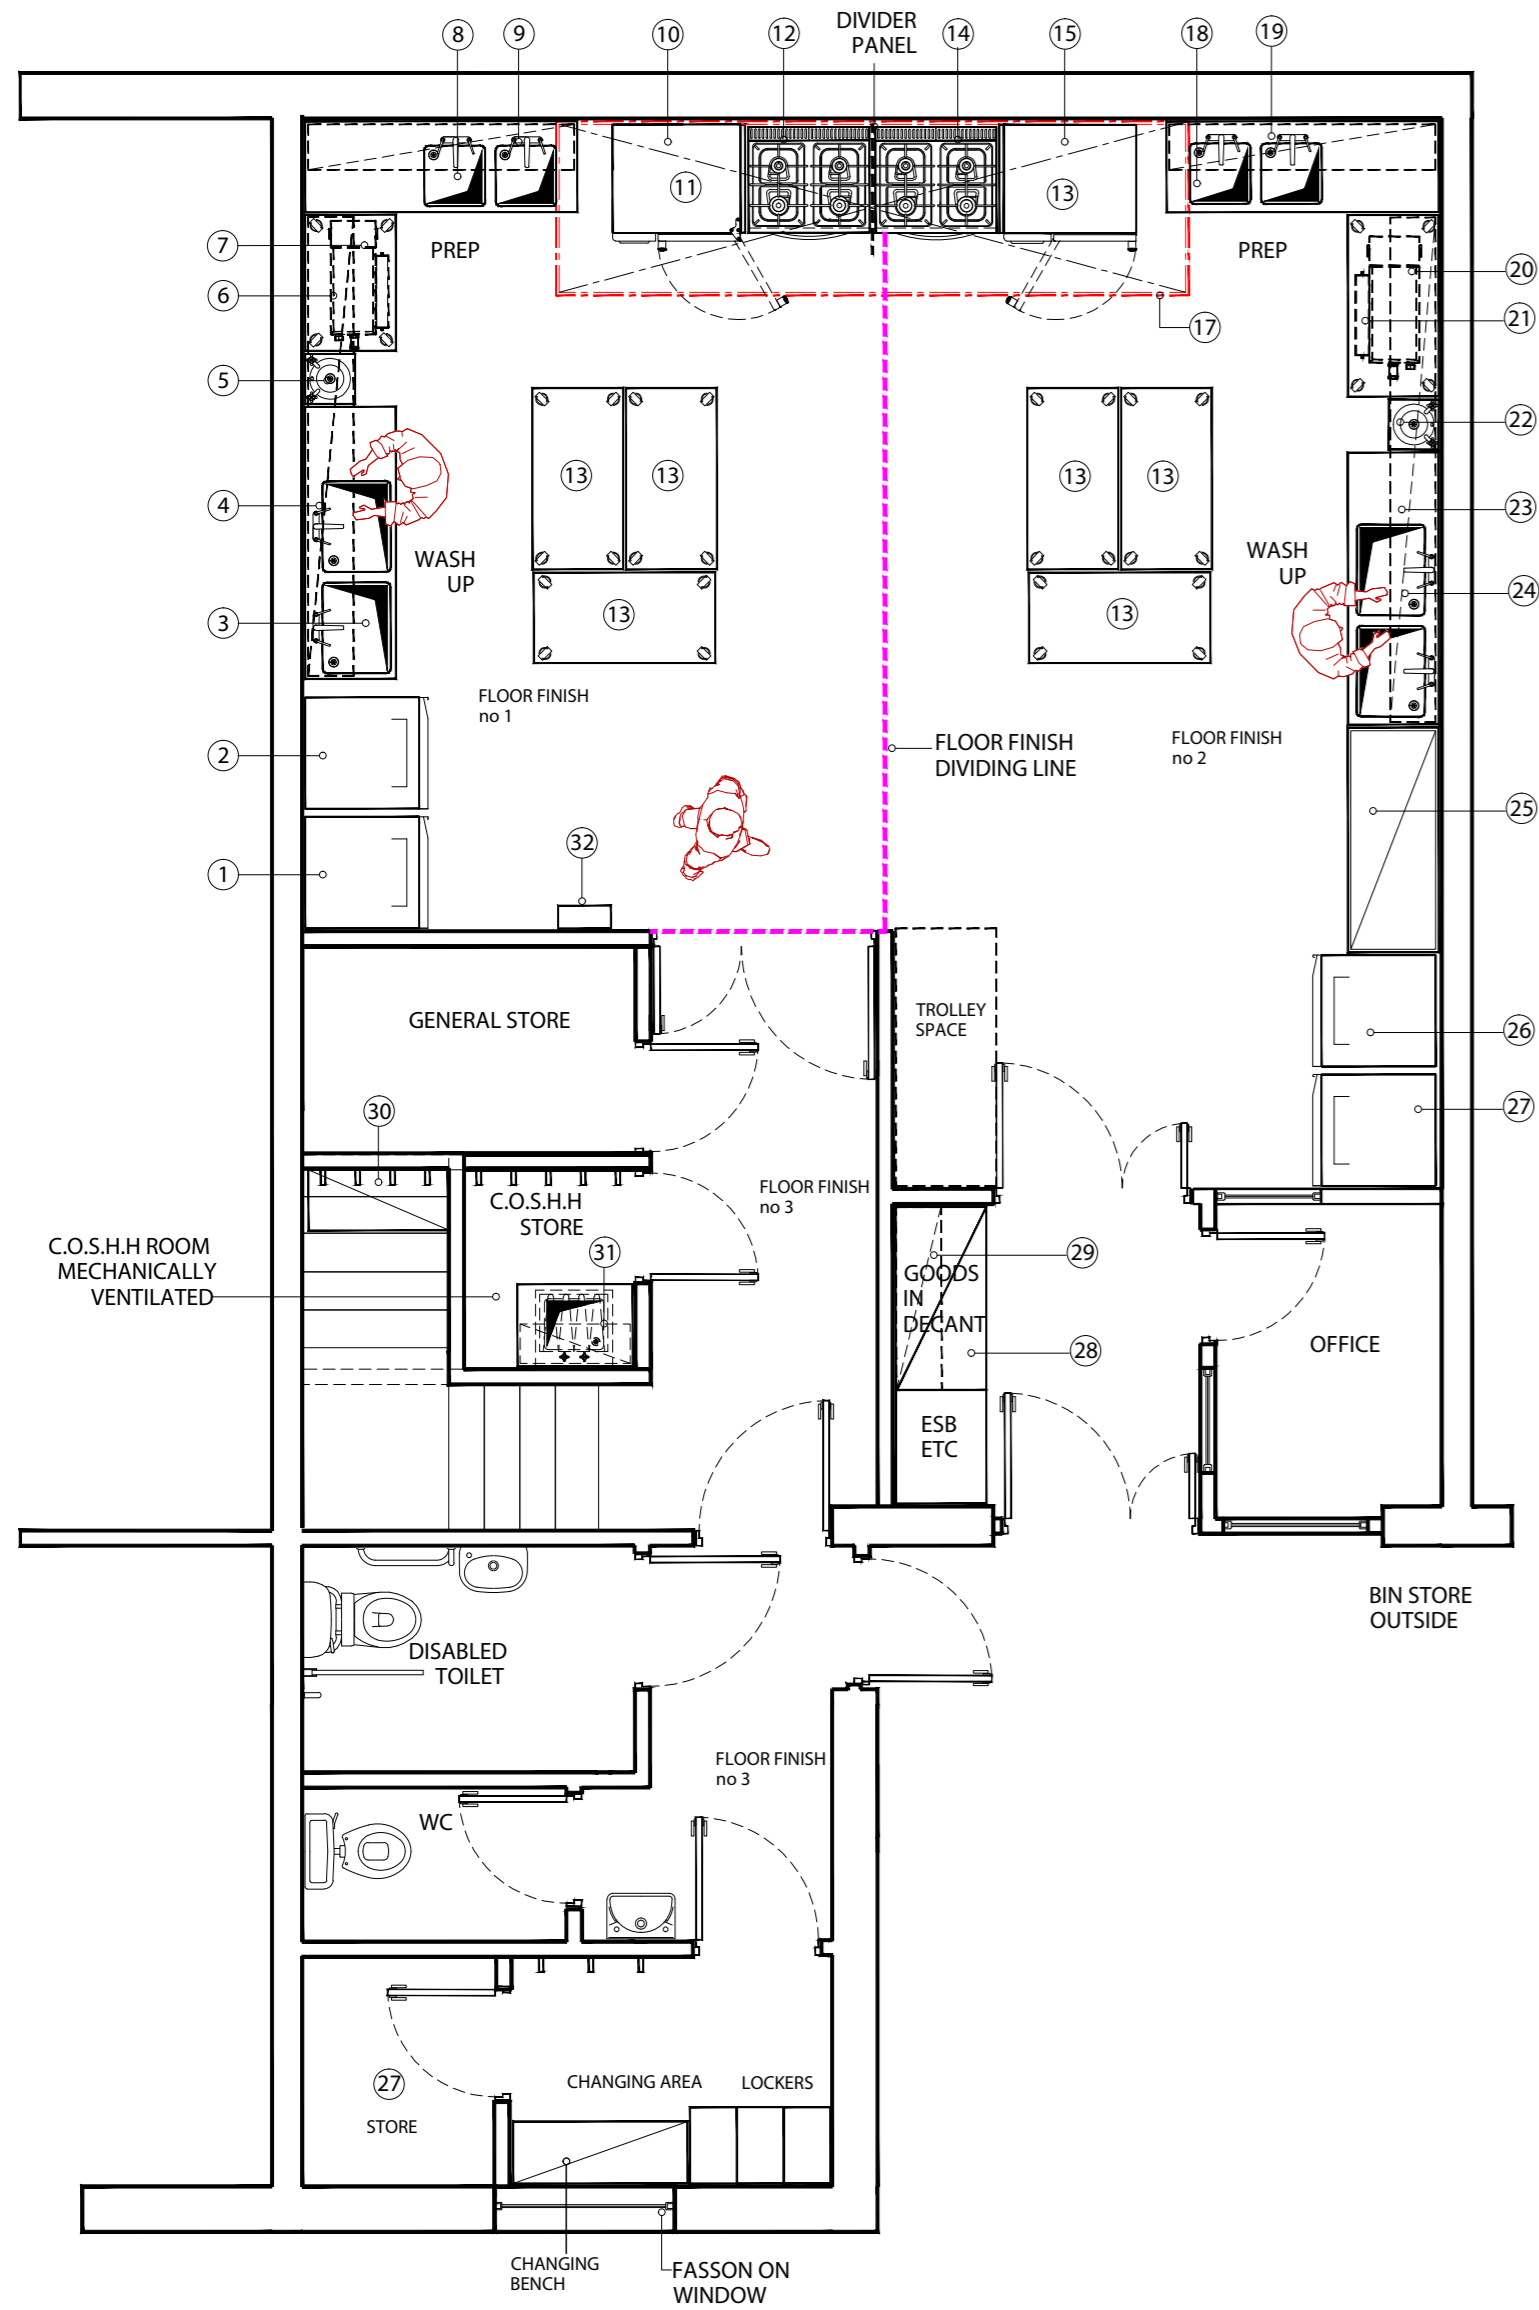 8
9
10
12
DIVIDER
PANEL
14
15
18
19
11
13
7
PREP
PREP
20
6
21
17
5
22
13
13
13
13
4
23
WASH
UP
WASH
UP
3
13
13
24
FLOOR FINISH
no 1
FLOOR FINISH
DIVIDING LINE
FLOOR FINISH
no 2
2
25
32
1
GENERAL STORE
TROLLEY
SPACE
26
30
27
C.O.S.H.H
STORE
FLOOR FINISH
no 3
C.O.S.H.H ROOM
MECHANICALLY
VENTILATED
31
29
GOODS
IN
DECANT
28
OFFICE
ESB
ETC
BIN STORE
OUTSIDE
DISABLED
TOILET
FLOOR FINISH
no 3
WC
27
STORE
CHANGING AREA
LOCKERS
CHANGING
BENCH
FASSON ON
WINDOW